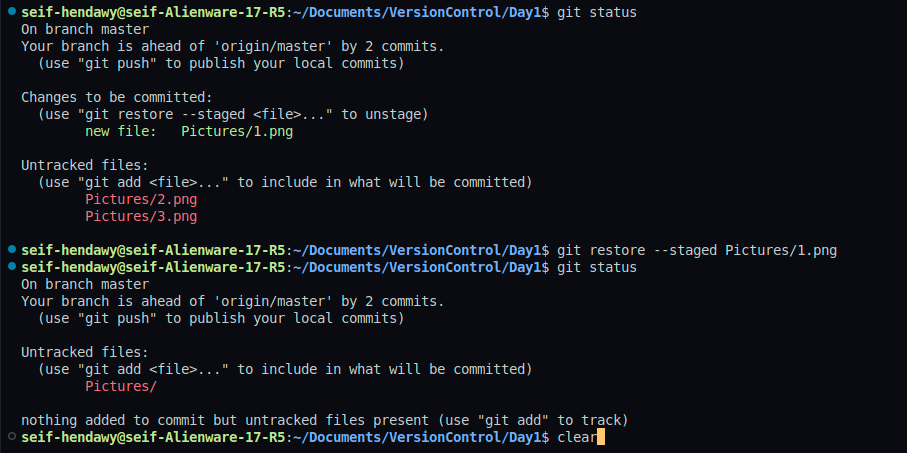 seif-hendawy@seif-Alienware-17-R5:~/Documents/VersionControl/Day1$ git status
On branch master
Your branch is ahead of 'origin/master' by 2 commits.
  (use "git push" to publish your local commits)

Changes to be committed:
  (use "git restore --staged <file>..." to unstage)
        new file:   Pictures/1.png

Untracked files:
  (use "git add <file>..." to include in what will be committed)
        Pictures/2.png
        Pictures/3.png

seif-hendawy@seif-Alienware-17-R5:~/Documents/VersionControl/Day1$ git restore --staged Pictures/1.png
seif-hendawy@seif-Alienware-17-R5:~/Documents/VersionControl/Day1$ git status
On branch master
Your branch is ahead of 'origin/master' by 2 commits.
  (use "git push" to publish your local commits)

Untracked files:
  (use "git add <file>..." to include in what will be committed)
        Pictures/

nothing added to commit but untracked files present (use "git add" to track)
seif-hendawy@seif-Alienware-17-R5:~/Documents/VersionControl/Day1$ clear